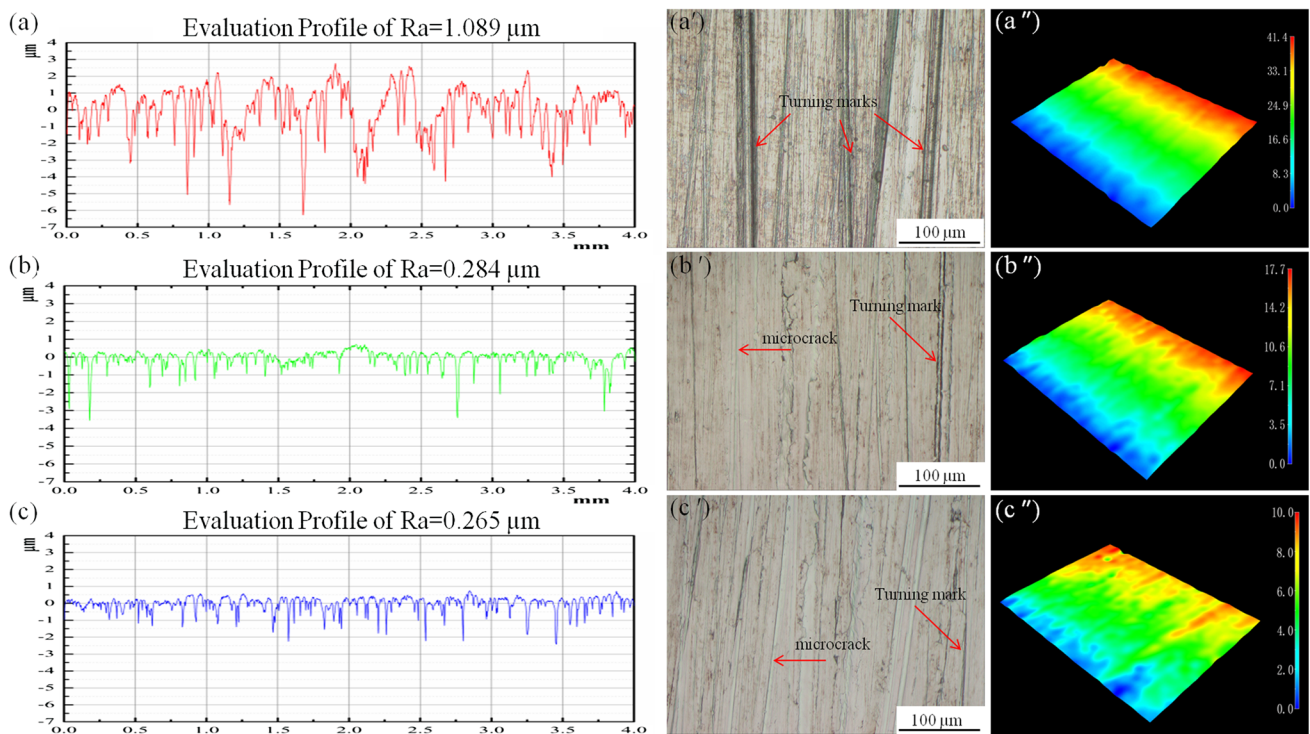 (a) Evaluation Profile of Ra=1.089 µm
µm
4
3
2
1
0
-1
-2
-3
-4
-5
-6
-7
0.0 0.5 1.0 1.5 2.0 2.5 3.0 3.5 4.0
mm
(a′)
Turning marks
100 µm
(a″)
41.4
33.1
24.9
16.6
8.3
0.0
(b) Evaluation Profile of Ra=0.284 µm
µm
4
3
2
1
0
-1
-2
-3
-4
-5
-6
-7
0.0 0.5 1.0 1.5 2.0 2.5 3.0 3.5 4.0
mm
(b′)
Turning mark
microcrack
100 µm
(b″)
17.7
14.2
10.6
7.1
3.5
0.0
(c) Evaluation Profile of Ra=0.265 µm
µm
4
3
2
1
0
-1
-2
-3
-4
-5
-6
-7
0.0 0.5 1.0 1.5 2.0 2.5 3.0 3.5 4.0
mm
(c′)
Turning mark
microcrack
100 µm
(c″)
10.0
8.0
6.0
4.0
2.0
0.0